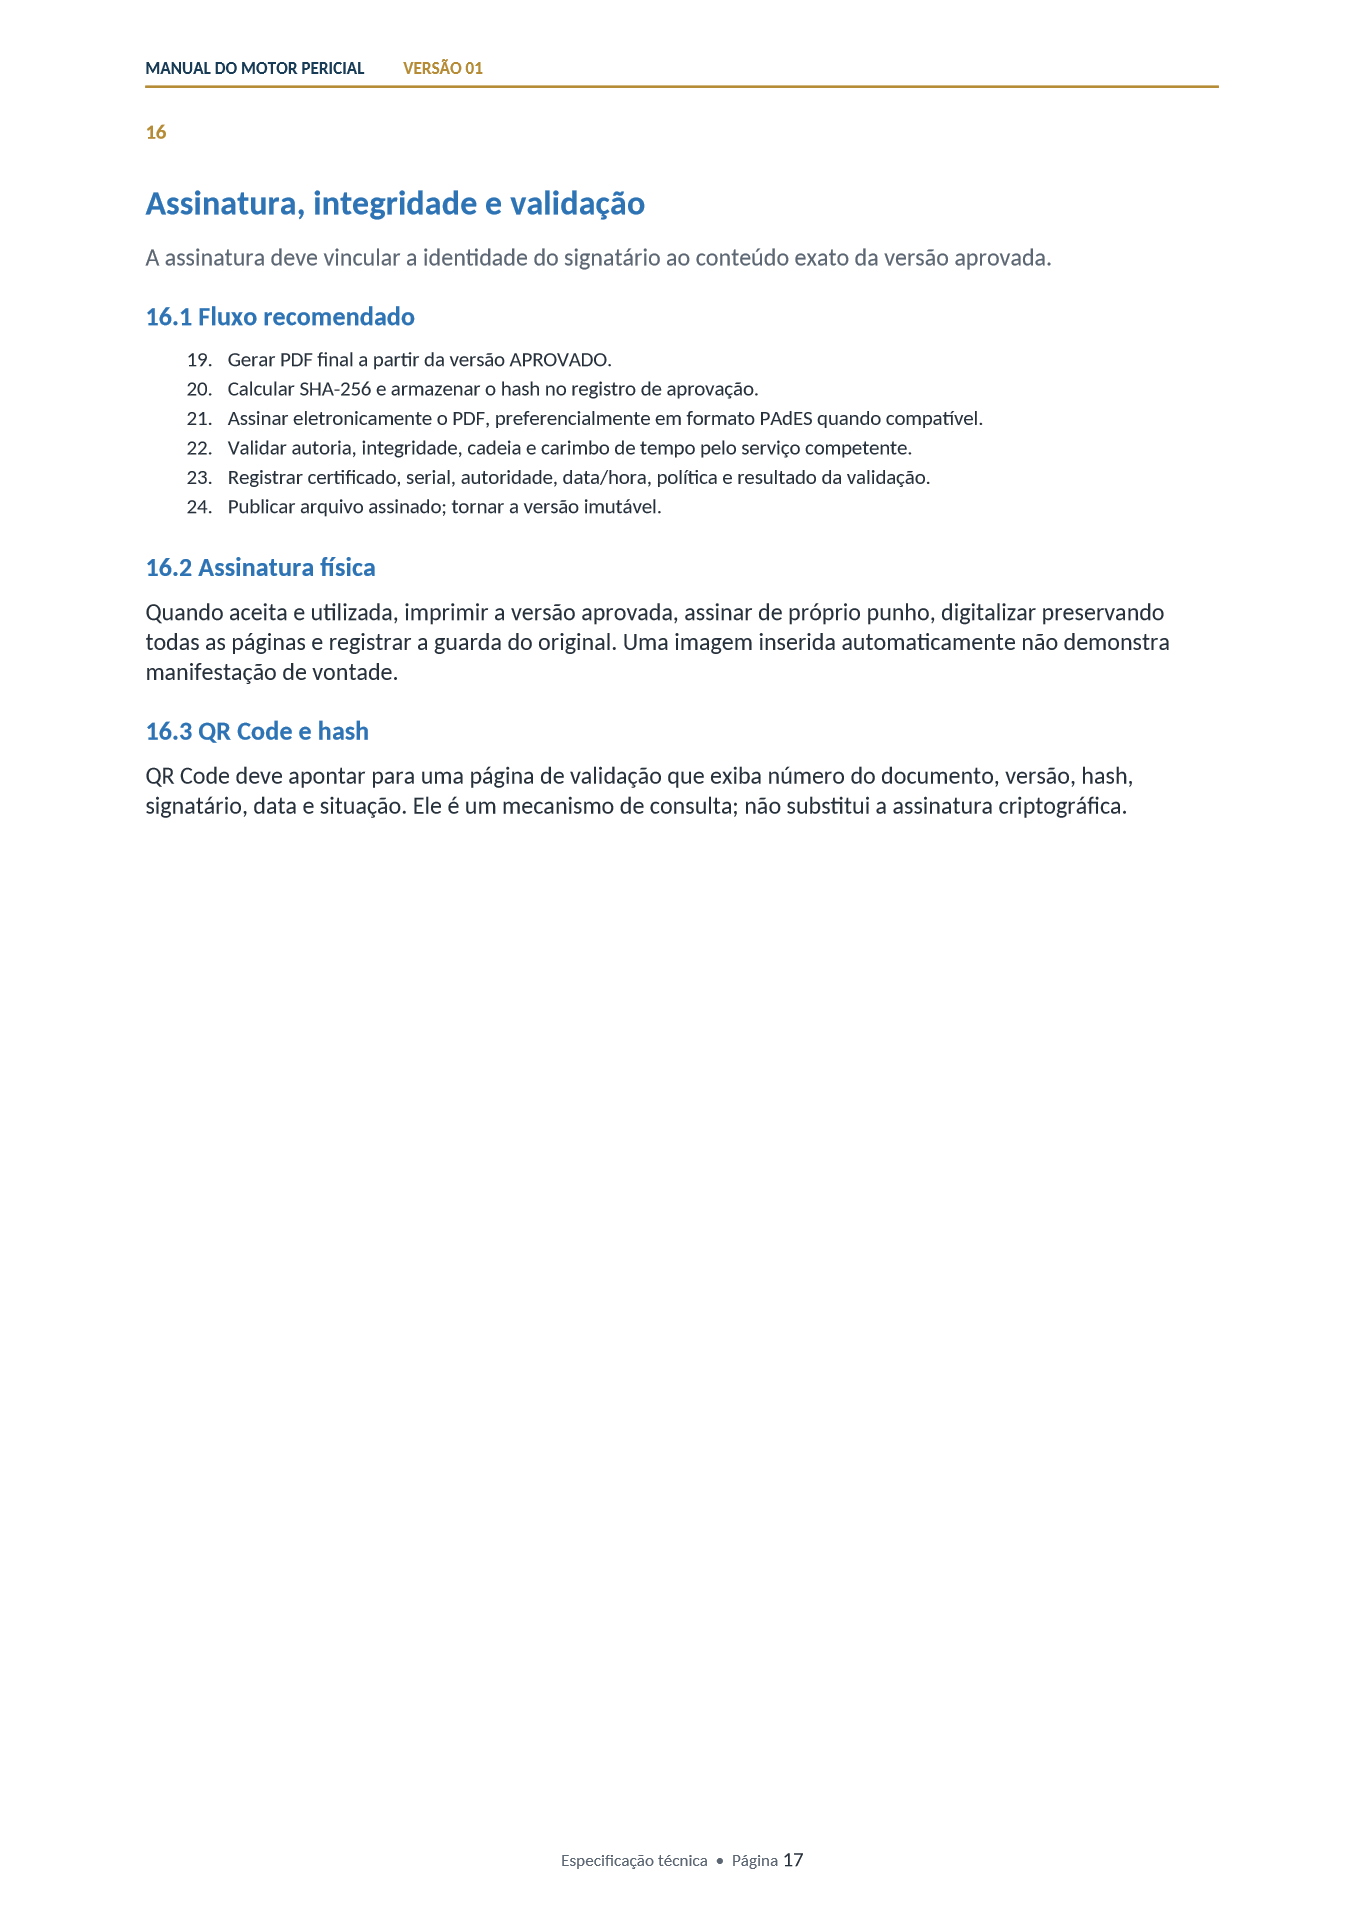 MANUAL DO MOTOR PERICIAL VERSÃO 01
16
Assinatura, integridade e validação
A assinatura deve vincular a identidade do signatário ao conteúdo exato da versão aprovada.
16.1 Fluxo recomendado
19. Gerar PDF final a partir da versão APROVADO.
20. Calcular SHA-256 e armazenar o hash no registro de aprovação.
21. Assinar eletronicamente o PDF, preferencialmente em formato PAdES quando compatível.
22. Validar autoria, integridade, cadeia e carimbo de tempo pelo serviço competente.
23. Registrar certificado, serial, autoridade, data/hora, política e resultado da validação.
24. Publicar arquivo assinado; tornar a versão imutável.
16.2 Assinatura física
Quando aceita e utilizada, imprimir a versão aprovada, assinar de próprio punho, digitalizar preservando
todas as páginas e registrar a guarda do original. Uma imagem inserida automaticamente não demonstra
manifestação de vontade.
16.3 QR Code e hash
QR Code deve apontar para uma página de validação que exiba número do documento, versão, hash,
signatário, data e situação. Ele é um mecanismo de consulta; não substitui a assinatura criptográfica.
Especificação técnica • Página 17